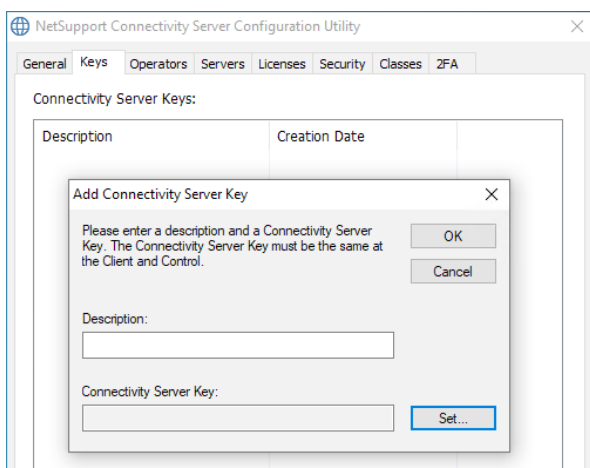 NetSupport Connectivity Server Configuration Utility
General Keys Operators Servers Licenses Security Classes 2FA
Connectivity Server Keys:
Description Creation Date
Add Connectivity Server Key
Please enter a description and a Connectivity Server
Key. The Connectivity Server Key must be the same at
the Client and Control.
OK
Cancel
Description:
Connectivity Server Key:
Set...